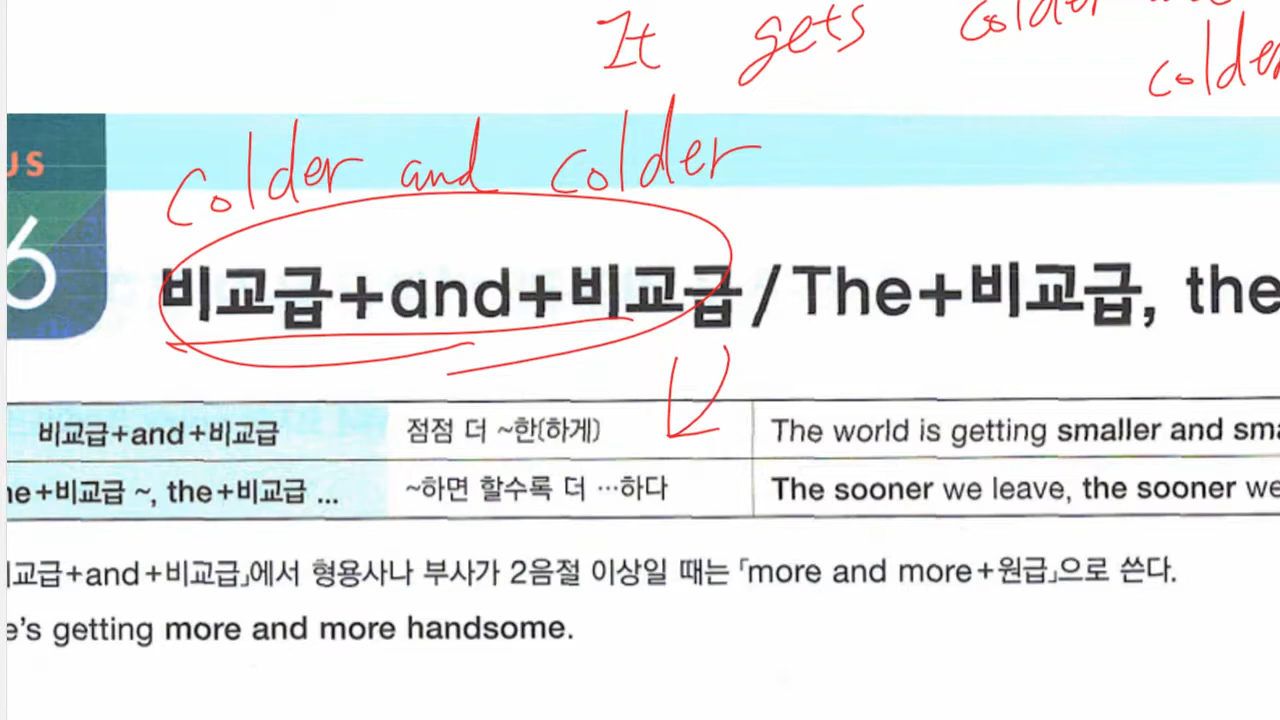 It gets colder
colder
colder and colder
US
6
비교급+and+비교급 / The+비교급, the
비교급+and+비교급 점점 더 ~한(하게) The world is getting smaller and sma
he+비교급 ~, the+비교급 ... ~하면 할수록 더 …하다 The sooner we leave, the sooner we
비교급+and+비교급」에서 형용사나 부사가 2음절 이상일 때는 「more and more+원급」으로 쓴다.
e's getting more and more handsome.